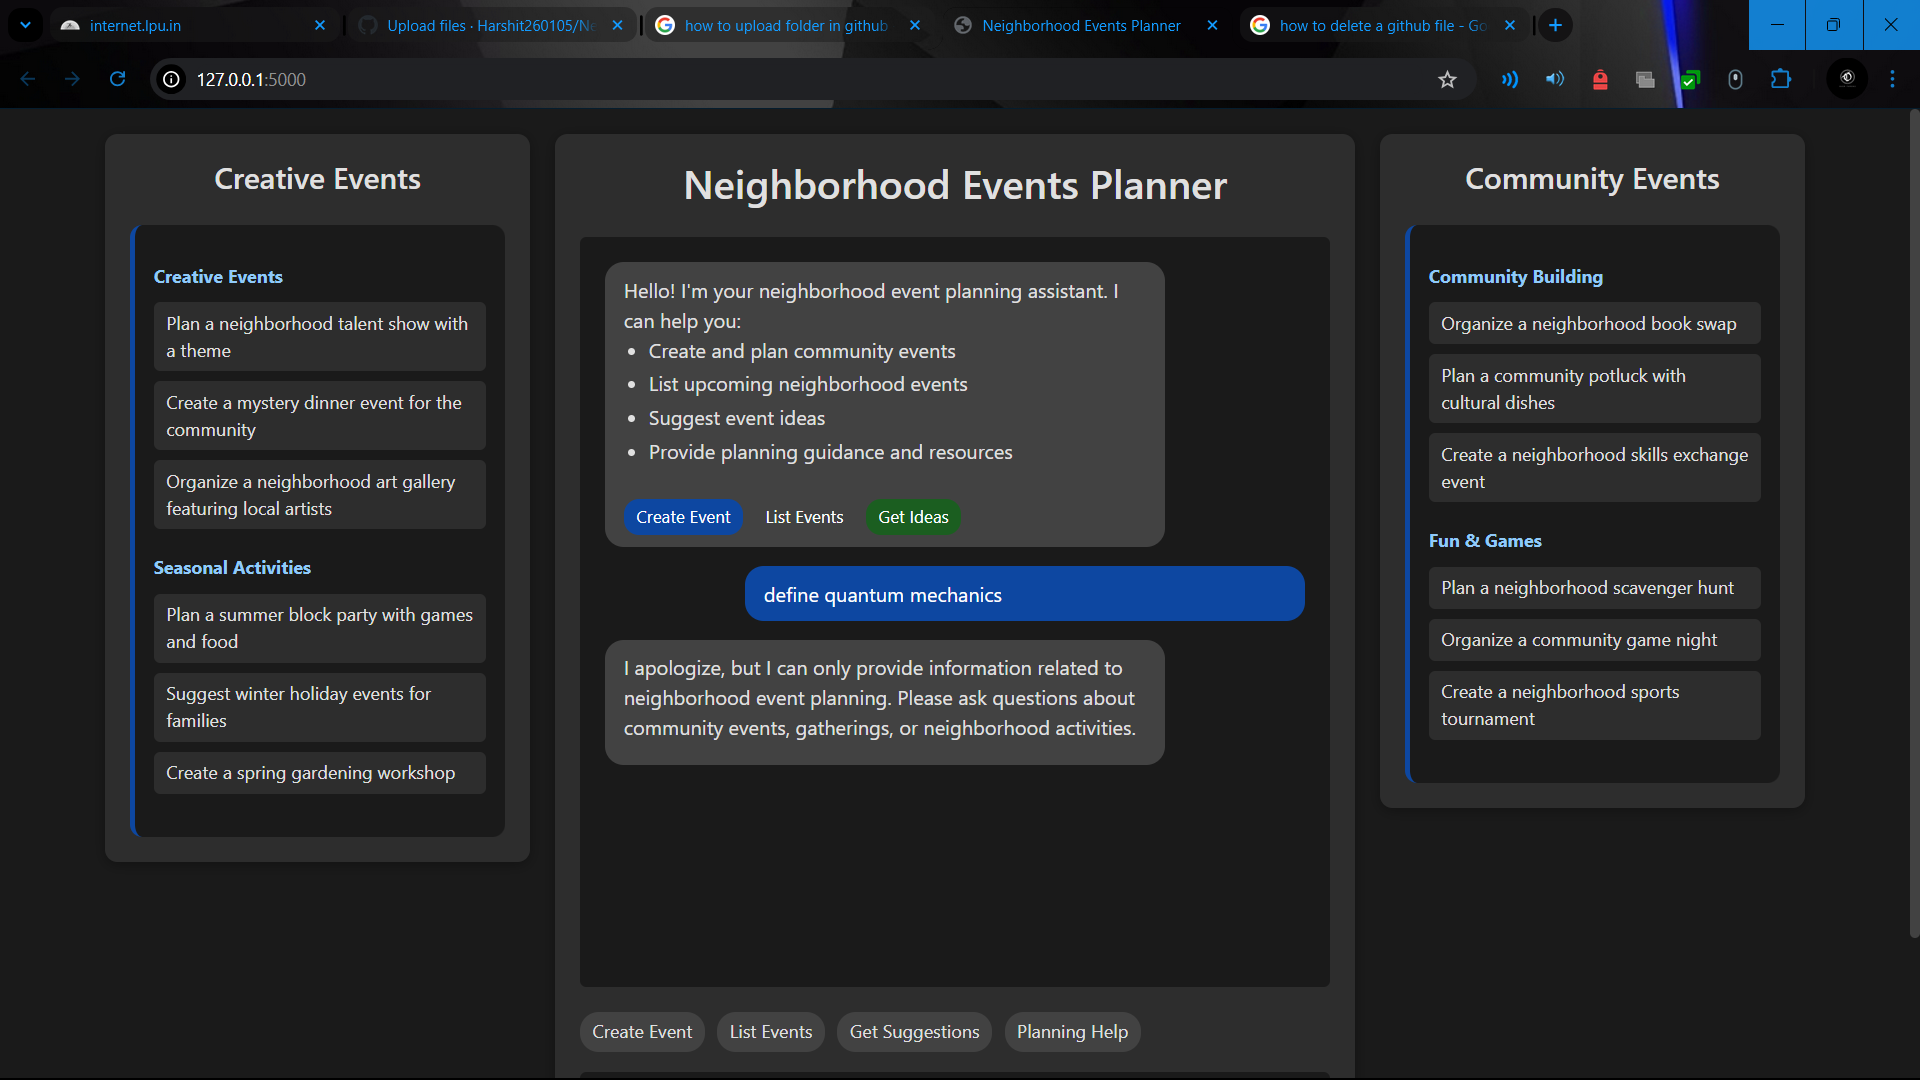 internet.lpu.in
Upload files · Harshit260105/Ne
how to upload folder in github
Neighborhood Events Planner
how to delete a github file - Go
127.0.0.1:5000
Creative Events
Creative Events
Plan a neighborhood talent show with
a theme
Create a mystery dinner event for the
community
Organize a neighborhood art gallery
featuring local artists
Seasonal Activities
Plan a summer block party with games
and food
Suggest winter holiday events for
families
Create a spring gardening workshop
Neighborhood Events Planner
Hello! I'm your neighborhood event planning assistant. I
can help you:
• Create and plan community events
• List upcoming neighborhood events
• Suggest event ideas
• Provide planning guidance and resources
Create Event List Events Get Ideas
define quantum mechanics
I apologize, but I can only provide information related to
neighborhood event planning. Please ask questions about
community events, gatherings, or neighborhood activities.
Create Event List Events Get Suggestions Planning Help
Community Events
Community Building
Organize a neighborhood book swap
Plan a community potluck with
cultural dishes
Create a neighborhood skills exchange
event
Fun & Games
Plan a neighborhood scavenger hunt
Organize a community game night
Create a neighborhood sports
tournament